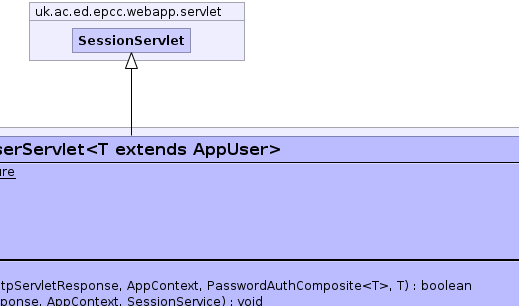 uk.ac.ed.epcc.webapp.servlet
SessionServlet
serServlet<T extends AppUser>
ure
tpServletResponse, AppContext, PasswordAuthComposite<T>, T) : boolean
ponse, AppContext, SessionService) : void